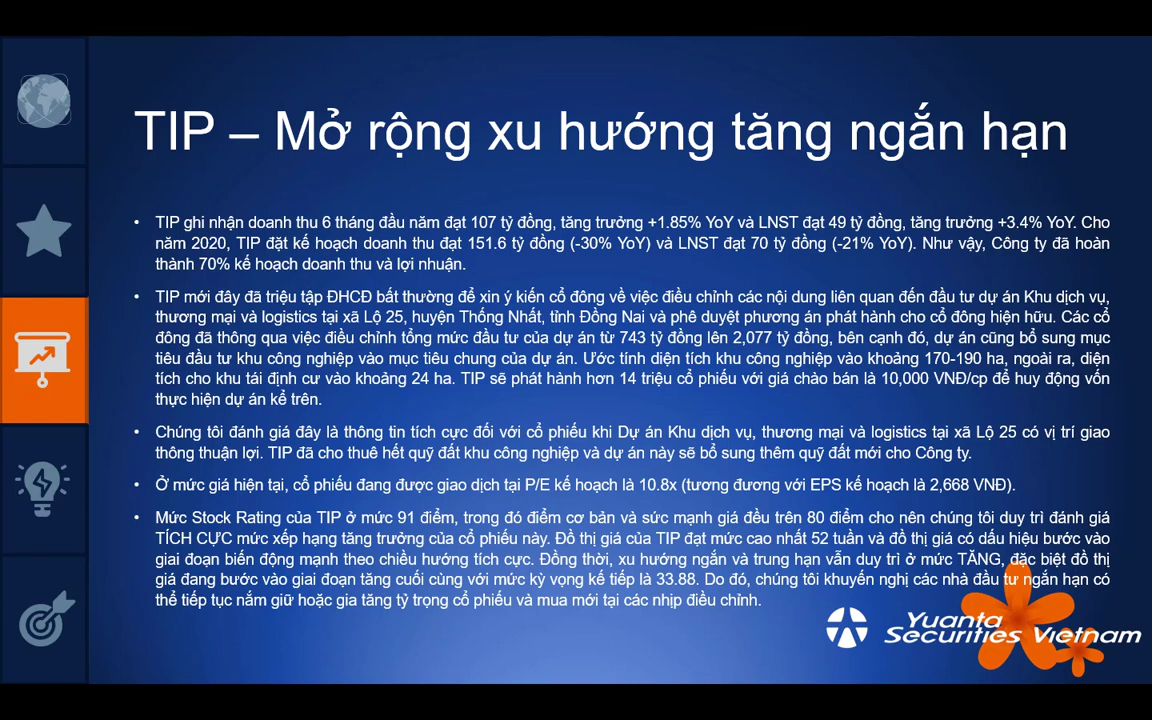 TIP – Mở rộng xu hướng tăng ngắn hạn
• TIP ghi nhận doanh thu 6 tháng đầu năm đạt 107 tỷ đồng, tăng trưởng +1.85% YoY và LNST đạt 49 tỷ đồng, tăng trưởng +3.4% YoY. Cho
năm 2020, TIP đặt kế hoạch doanh thu đạt 151.6 tỷ đồng (-30% YoY) và LNST đạt 70 tỷ đồng (-21% YoY). Như vậy, Công ty đã hoàn
thành 70% kế hoạch doanh thu và lợi nhuận.
• TIP mới đây đã triệu tập ĐHCĐ bất thường để xin ý kiến cổ đông về việc điều chỉnh các nội dung liên quan đến đầu tư dự án Khu dịch vụ,
thương mại và logistics tại xã Lộ 25, huyện Thống Nhất, tỉnh Đồng Nai và phê duyệt phương án phát hành cho cổ đông hiện hữu. Các cổ
đông đã thông qua việc điều chỉnh tổng mức đầu tư của dự án từ 743 tỷ đồng lên 2,077 tỷ đồng, bên cạnh đó, dự án cũng bổ sung mục
tiêu đầu tư khu công nghiệp vào mục tiêu chung của dự án. Ước tính diện tích khu công nghiệp vào khoảng 170-190 ha, ngoài ra, diện
tích cho khu tái định cư vào khoảng 24 ha. TIP sẽ phát hành hơn 14 triệu cổ phiếu với giá chào bán là 10,000 VNĐ/cp để huy động vốn
thực hiện dự án kể trên.
• Chúng tôi đánh giá đây là thông tin tích cực đối với cổ phiếu khi Dự án Khu dịch vụ, thương mại và logistics tại xã Lộ 25 có vị trí giao
thông thuận lợi. TIP đã cho thuê hết quỹ đất khu công nghiệp và dự án này sẽ bổ sung thêm quỹ đất mới cho Công ty.
• Ở mức giá hiện tại, cổ phiếu đang được giao dịch tại P/E kế hoạch là 10.8x (tương đương với EPS kế hoạch là 2,668 VNĐ).
• Mức Stock Rating của TIP ở mức 91 điểm, trong đó điểm cơ bản và sức mạnh giá đều trên 80 điểm cho nên chúng tôi duy trì đánh giá
TÍCH CỰC mức xếp hạng tăng trưởng của cổ phiếu này. Đồ thị giá của TIP đạt mức cao nhất 52 tuần và đồ thị giá có dấu hiệu bước vào
giai đoạn biến động mạnh theo chiều hướng tích cực. Đồng thời, xu hướng ngắn và trung hạn vẫn duy trì ở mức TĂNG, đặc biệt đồ thị
giá đang bước vào giai đoạn tăng cuối cùng với mức kỳ vọng kế tiếp là 33.88. Do đó, chúng tôi khuyến nghị các nhà đầu tư ngắn hạn có
thể tiếp tục nắm giữ hoặc gia tăng tỷ trọng cổ phiếu và mua mới tại các nhịp điều chỉnh.
Yuanta
Securities Vietnam